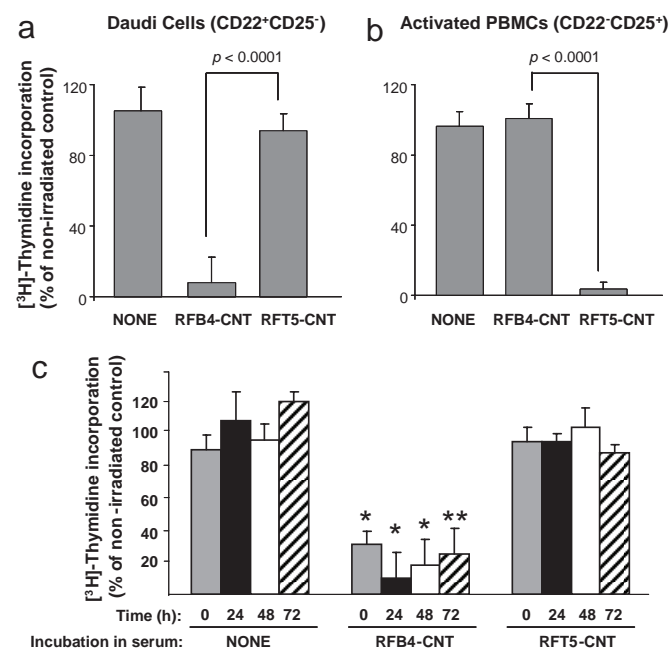 a
Daudi Cells (CD22+CD25-)
p < 0.0001
[3H]-Thymidine incorporation
(% of non-irradiated control)
120
80
40
0
NONE RFB4-CNT RFT5-CNT
b
Activated PBMCs (CD22-CD25+)
p < 0.0001
120
80
40
0
NONE RFB4-CNT RFT5-CNT
c
[3H]-Thymidine incorporation
(% of non-irradiated control)
120
100
80
60
40
20
* * * **
Time (h): 0 24 48 72 0 24 48 72 0 24 48 72
Incubation in serum: NONE RFB4-CNT RFT5-CNT